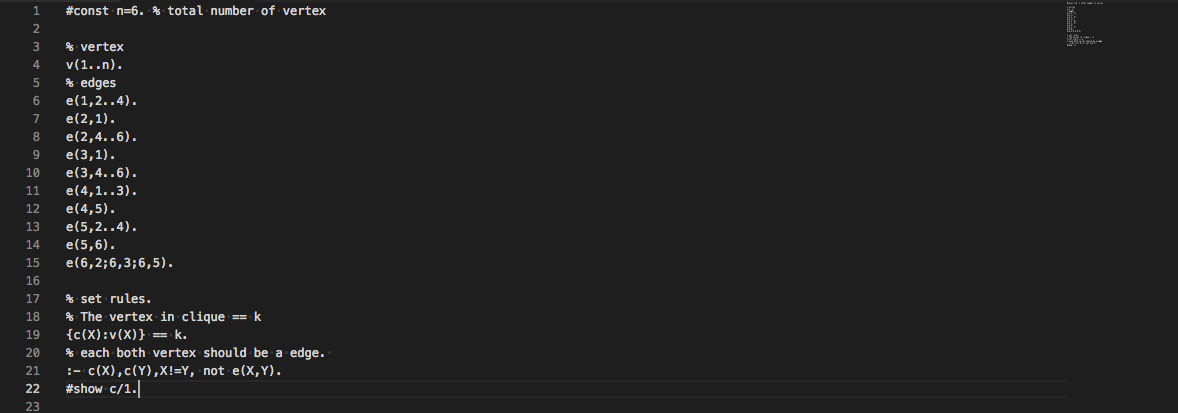 1 #const n=6. % total number of vertex
2
3 % vertex
4 v(1..n).
5 % edges
6 e(1,2..4).
7 e(2,1).
8 e(2,4..6).
9 e(3,1).
10 e(3,4..6).
11 e(4,1..3).
12 e(4,5).
13 e(5,2..4).
14 e(5,6).
15 e(6,2;6,3;6,5).
16
17 % set rules.
18 % The vertex in clique == k
19 {c(X):v(X)} == k.
20 % each both vertex should be a edge.
21 :- c(X),c(Y),X!=Y, not e(X,Y).
22 #show c/1.
23